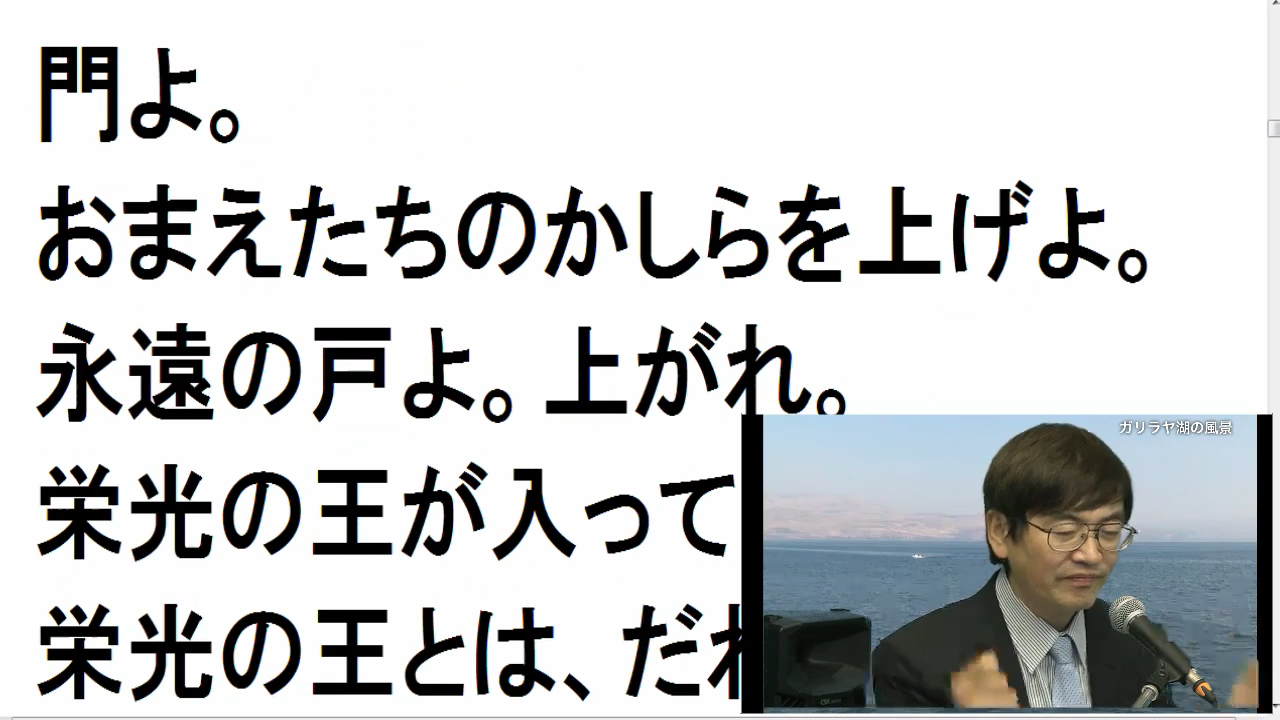 門よ。
おまえたちのかしらを上げよ。
永遠の戸よ。上がれ。
栄光の王が入って
栄光の王とは、だれ
ガリラヤ湖の風景